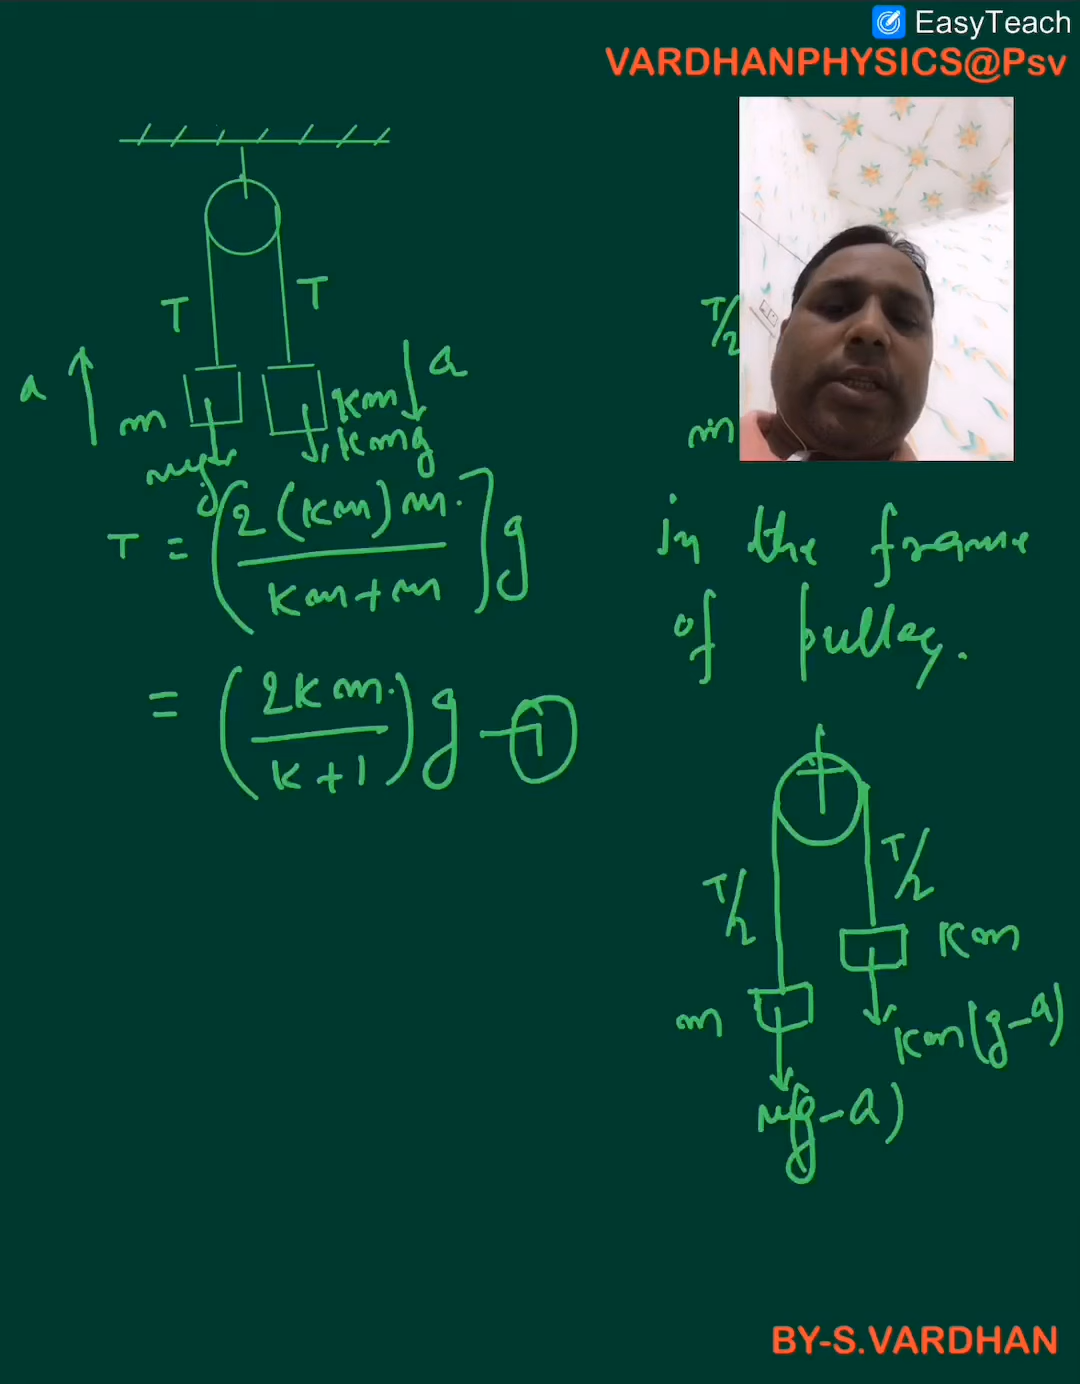 EasyTeach
VARDHANPHYSICS@Psv
T
T
a
m
Km
a
mg
Kmg
T = [2(Km)m / Km+m] g
= (2Km / K+1) g — 1
T/2
m
in the frame
of pulley.
T/2
T/2
Km
m
Km(g-a)
m(g-a)
BY-S.VARDHAN